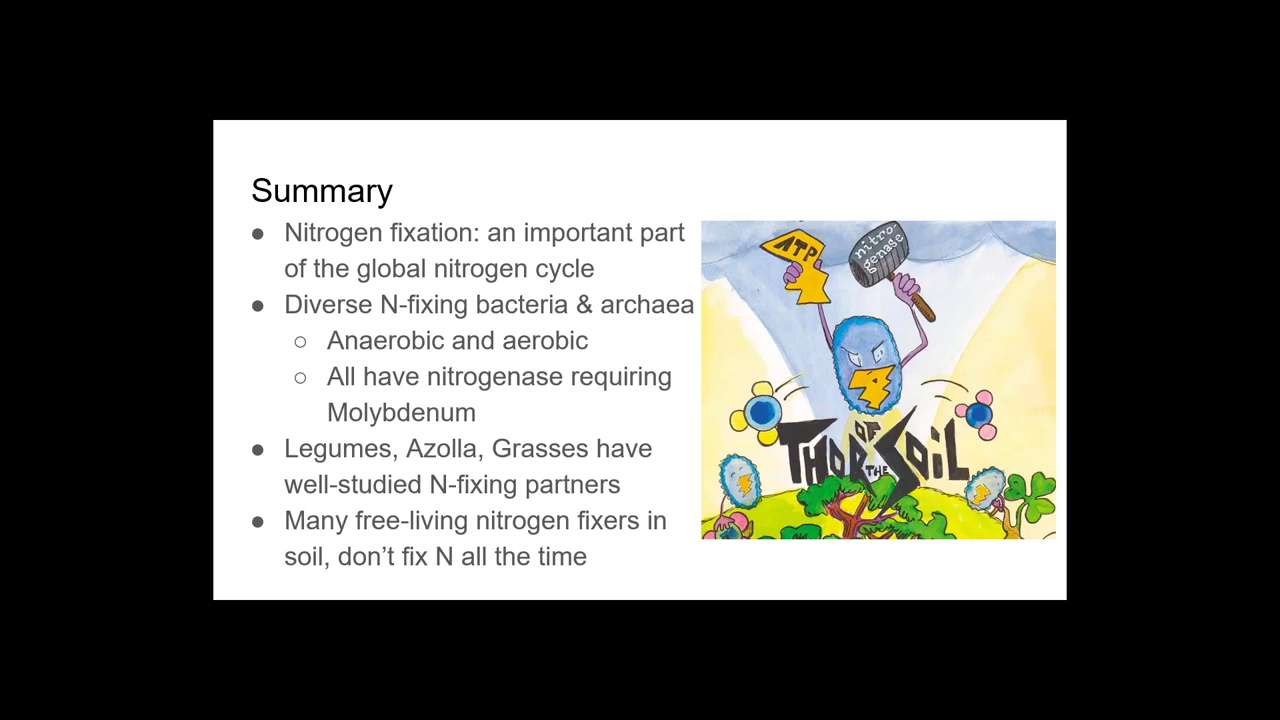 Summary
● Nitrogen fixation: an important part
of the global nitrogen cycle
● Diverse N-fixing bacteria & archaea
○ Anaerobic and aerobic
○ All have nitrogenase requiring
Molybdenum
● Legumes, Azolla, Grasses have
well-studied N-fixing partners
● Many free-living nitrogen fixers in
soil, don’t fix N all the time
ATP
nitro-
genase
THOR OF THE SOIL